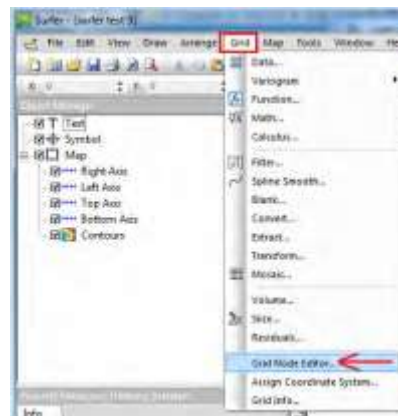 Surfer - [surfer test 9]
File Edit View Draw Arrange Grid Map Tools Window He
Object Manager
Text
Symbol
Map
Right Axis
Left Axis
Top Axis
Bottom Axis
Contours
Data...
Variogram
Function...
Math...
Calculus...
Filter...
Spline Smooth...
Blank...
Convert...
Extract...
Transform...
Mosaic...
Volume...
Slice...
Residuals...
Grid Node Editor...
Assign Coordinate System...
Grid Info...
Info